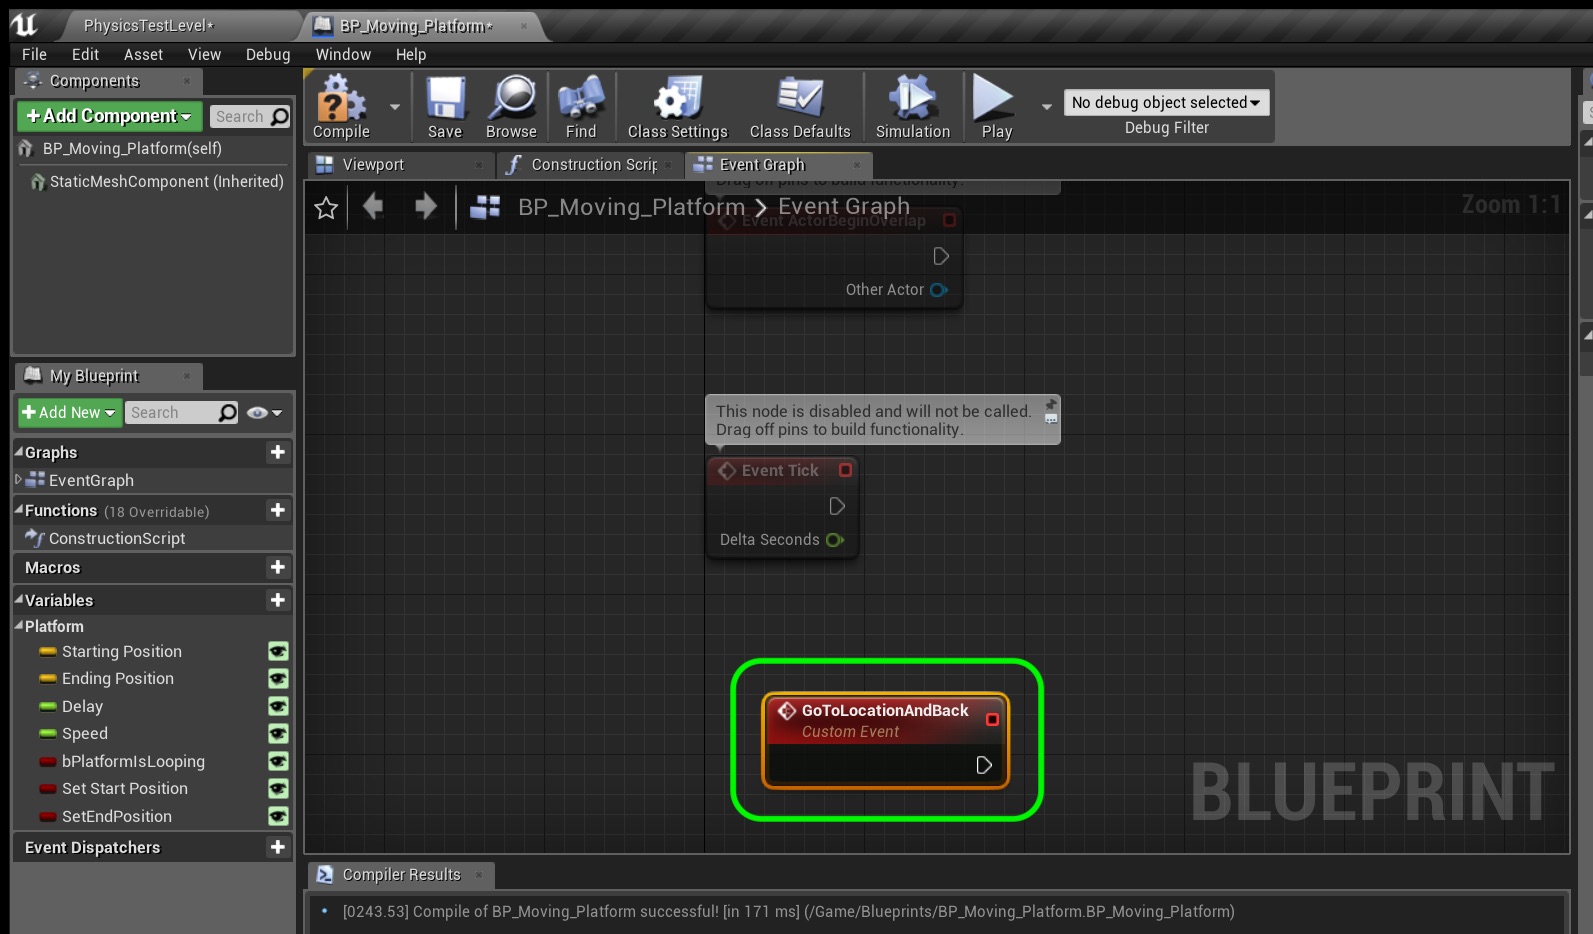 PhysicsTestLevel*
BP_Moving_Platform*
File Edit Asset View Debug Window Help
Components
+Add Component
Search
BP_Moving_Platform(self)
StaticMeshComponent (Inherited)
Compile Save Browse Find Class Settings Class Defaults Simulation Play
No debug object selected
Debug Filter
Viewport
Construction Scrip
Event Graph
Drag off pins to build functionality.
BP_Moving_Platform > Event Graph
Zoom 1:1
Event ActorBeginOverlap
Other Actor
This node is disabled and will not be called.
Drag off pins to build functionality.
Event Tick
Delta Seconds
GoToLocationAndBack
Custom Event
BLUEPRINT
My Blueprint
+Add New
Search
Graphs
EventGraph
Functions (18 Overridable)
ConstructionScript
Macros
Variables
Platform
Starting Position
Ending Position
Delay
Speed
bPlatformIsLooping
Set Start Position
SetEndPosition
Event Dispatchers
Compiler Results
• [0243.53] Compile of BP_Moving_Platform successful! [in 171 ms] (/Game/Blueprints/BP_Moving_Platform.BP_Moving_Platform)